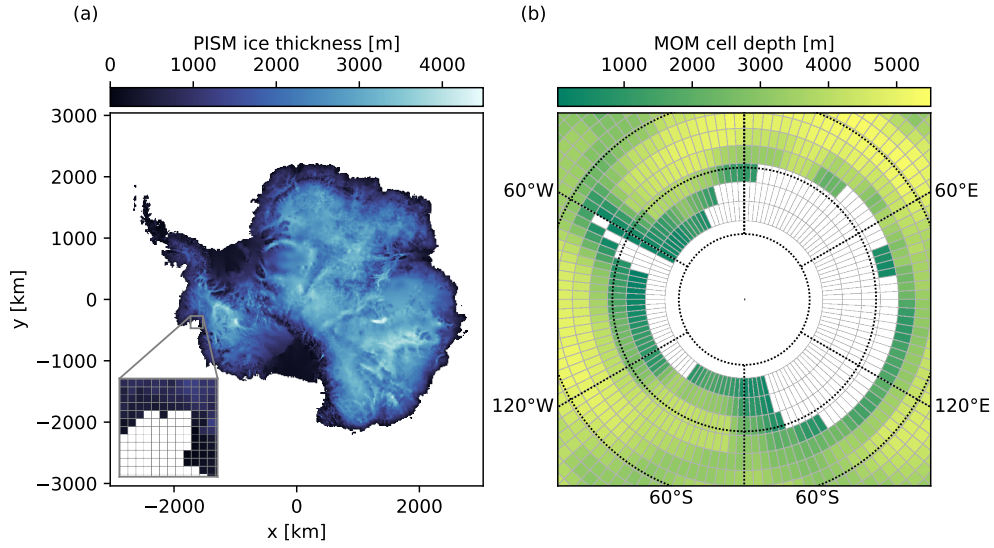 (a)
PISM ice thickness [m]
0 1000 2000 3000 4000
3000
2000
1000
0
−1000
−2000
−3000
y [km]
−2000 0 2000
x [km]
(b)
MOM cell depth [m]
1000 2000 3000 4000 5000
60°W 60°E
120°W 120°E
60°S 60°S